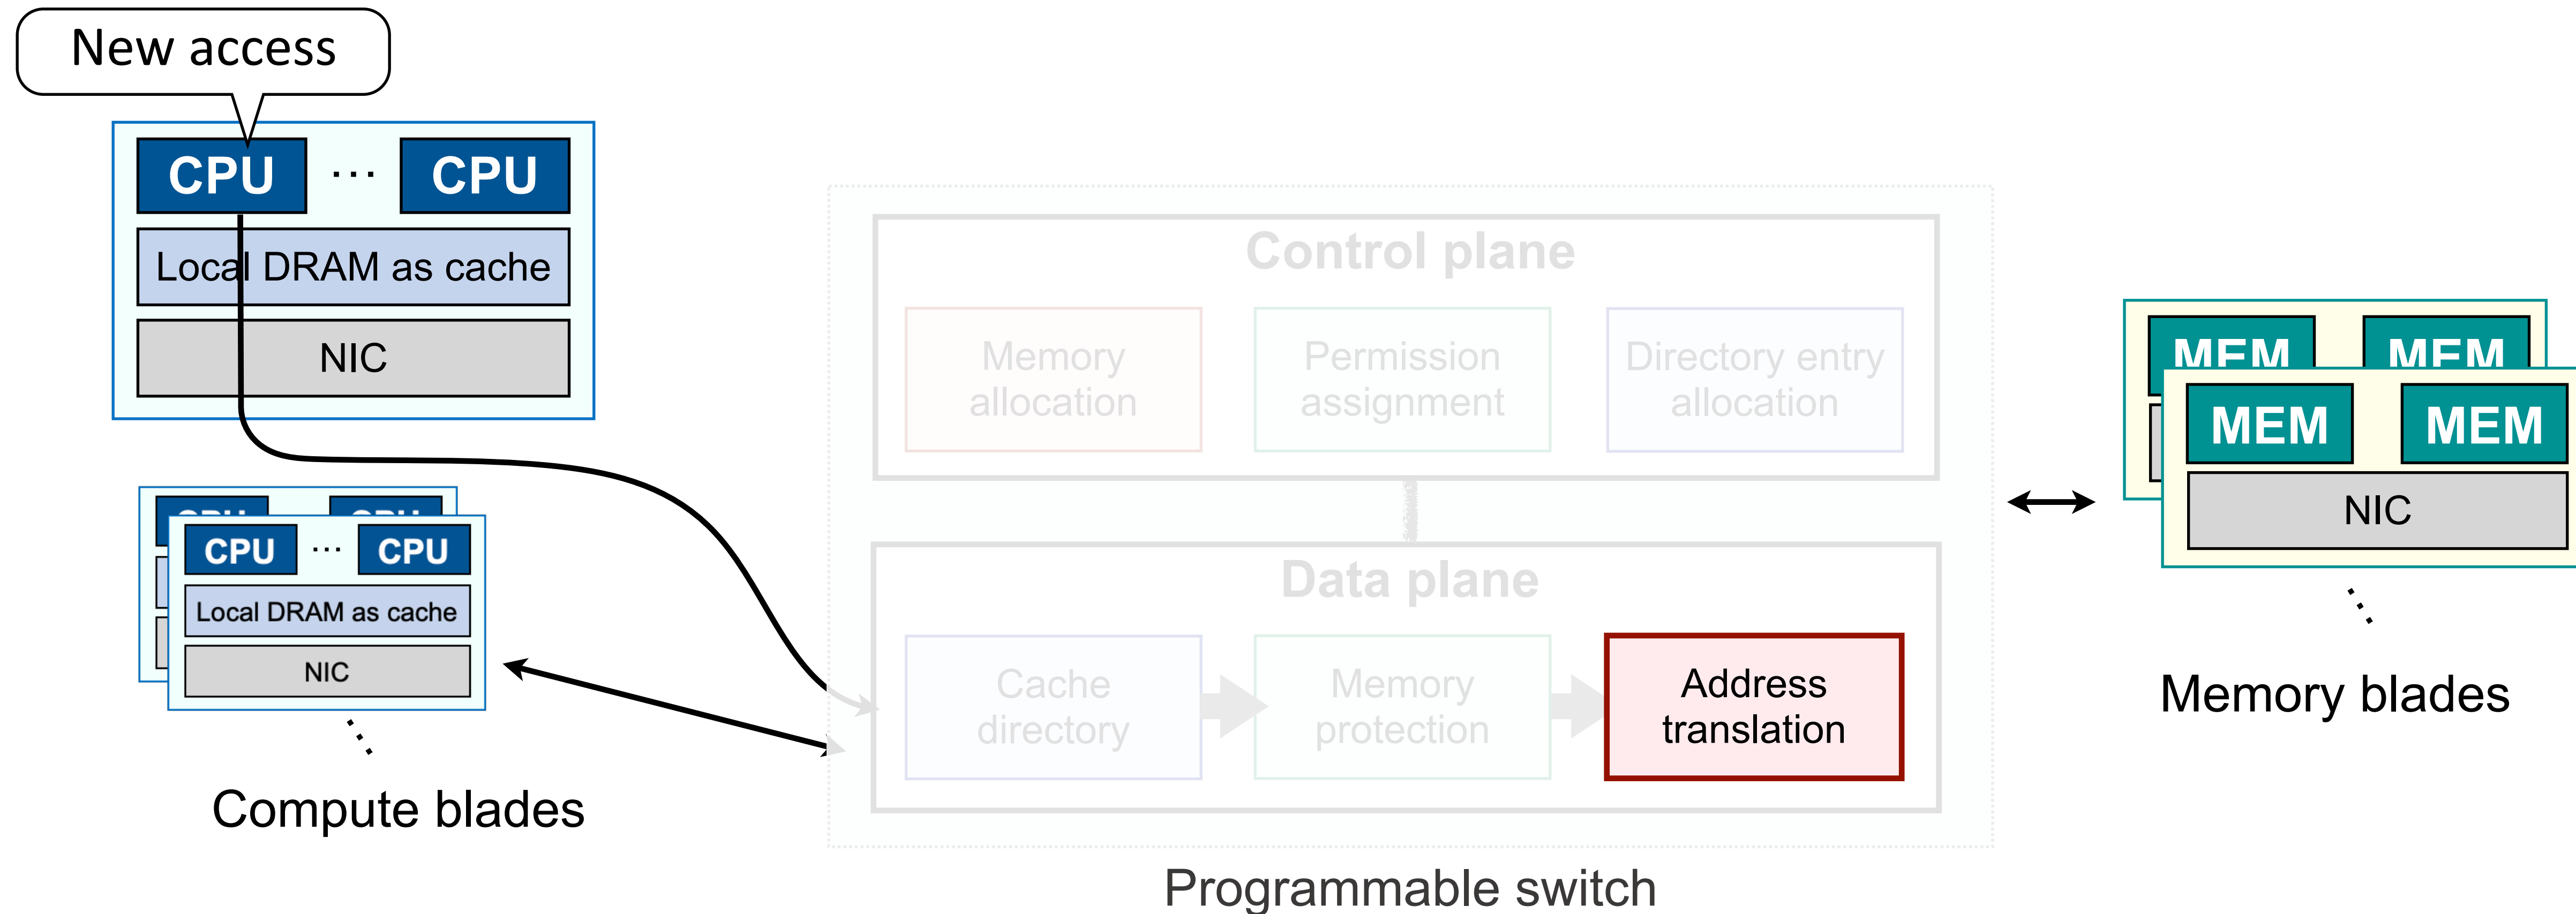 New access
CPU ... CPU
Local DRAM as cache
NIC
CPU CPU
CPU ... CPU
Local DRAM as cache
NIC
Compute blades
Control plane
Memory allocation
Permission assignment
Directory entry allocation
Data plane
Cache directory
Memory protection
Address translation
Programmable switch
MEM MEM
MEM MEM
NIC
Memory blades